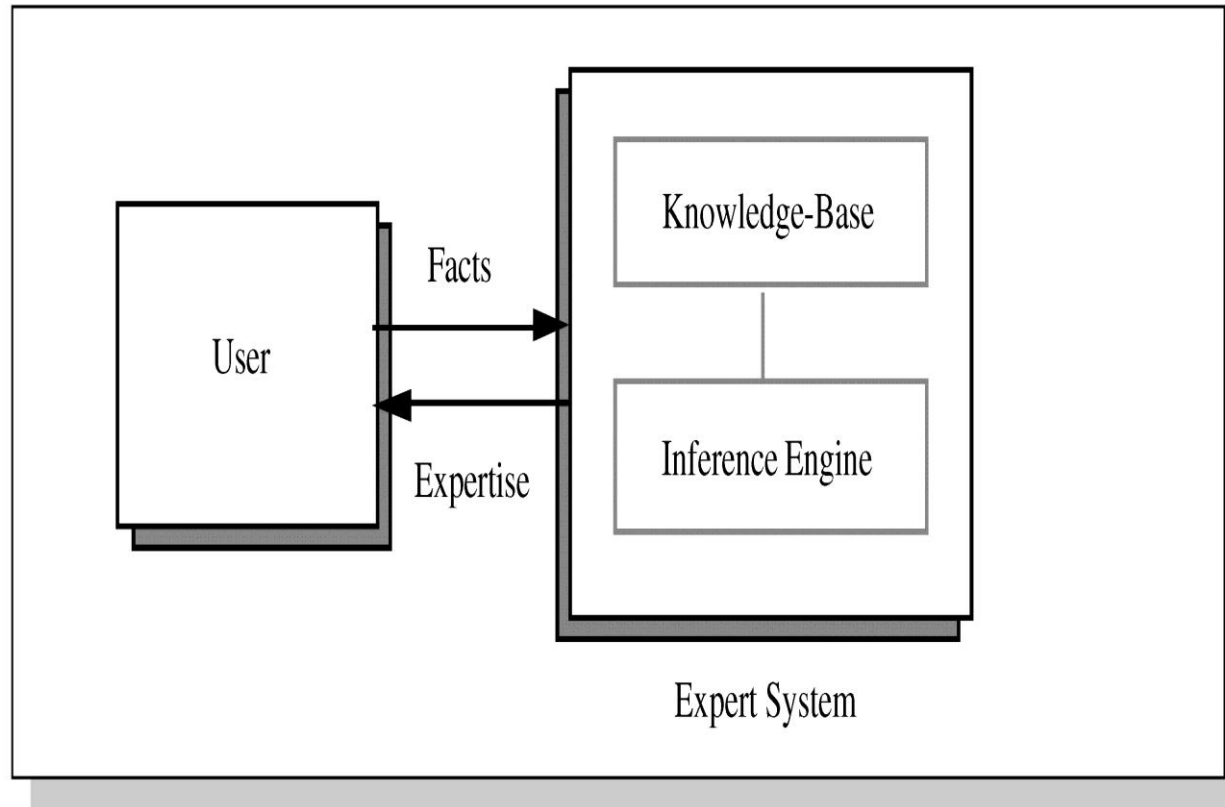 Knowledge-Base
Facts
User
Inference Engine
Expertise
Expert System